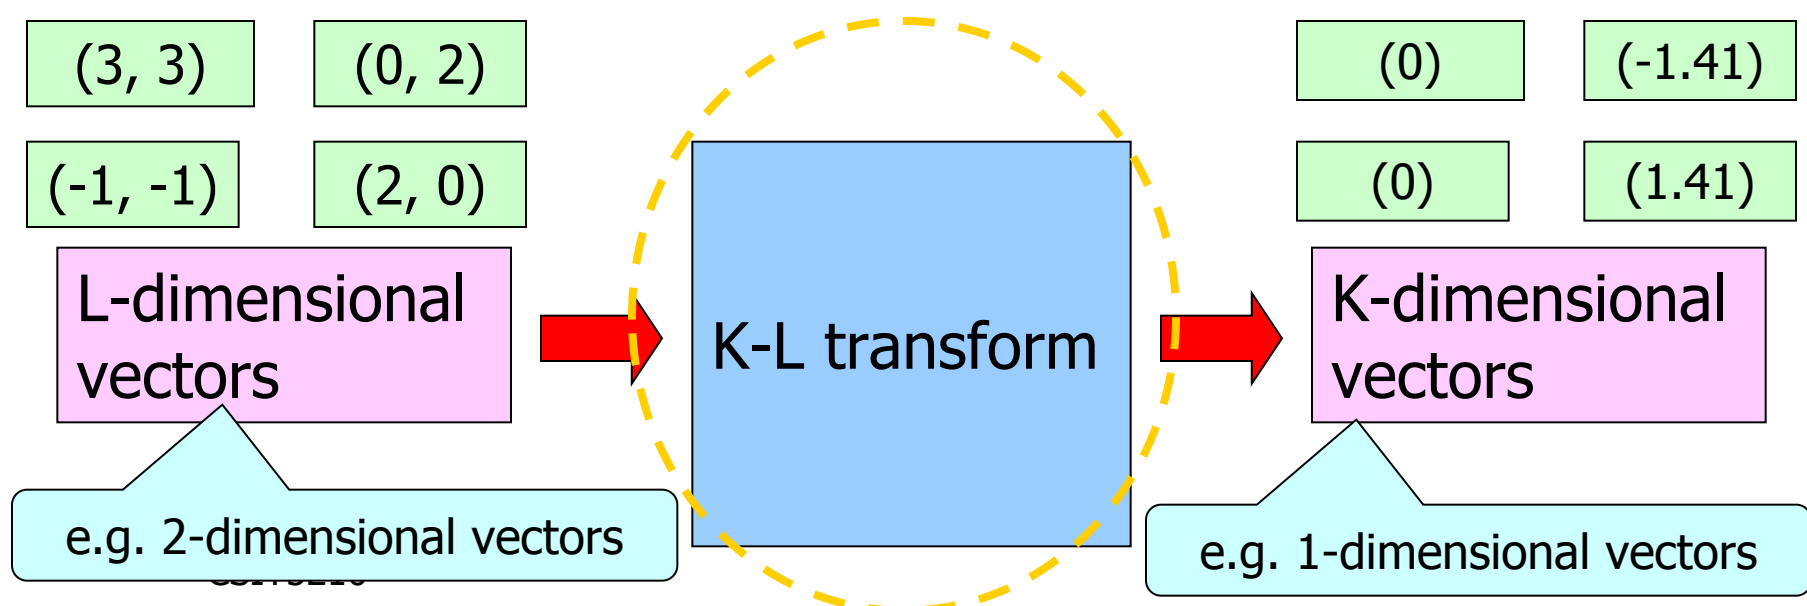 (3, 3) (0, 2) (0) (-1.41)
(-1, -1) (2, 0) (0) (1.41)
L-dimensional
vectors
K-L transform
K-dimensional
vectors
e.g. 2-dimensional vectors
e.g. 1-dimensional vectors